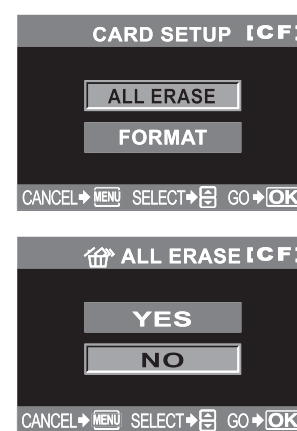 CARD SETUP [CF]
ALL ERASE
FORMAT
CANCEL➔MENU SELECT➔ GO➔OK
ALL ERASE [CF]
YES
NO
CANCEL➔MENU SELECT➔ GO➔OK